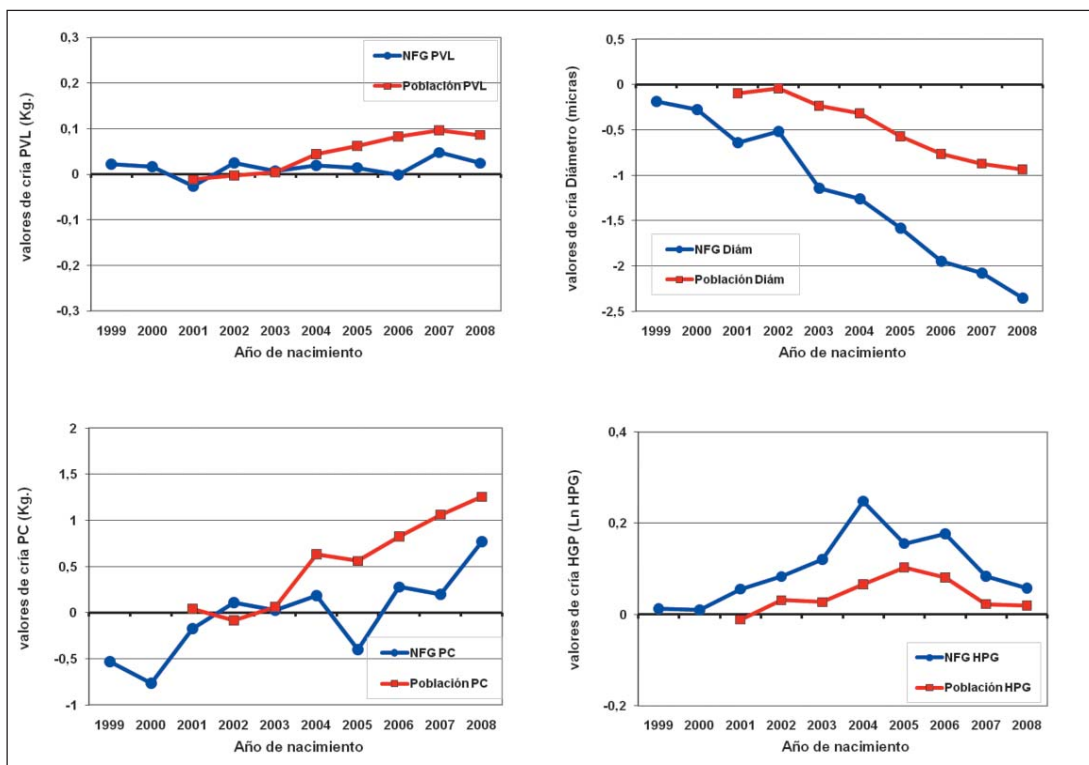 valores de cría PVL (Kg.)
0,3
0,2
0,1
0
-0,1
-0,2
-0,3
NFG PVL
Población PVL
1999 2000 2001 2002 2003 2004 2005 2006 2007 2008
Año de nacimiento
valores de cría Diámetro (micras)
0,5
0
-0,5
-1
-1,5
-2
-2,5
NFG Diám
Población Diám
1999 2000 2001 2002 2003 2004 2005 2006 2007 2008
Año de nacimiento
valores de cría PC (Kg.)
2
1,5
1
0,5
0
-0,5
-1
NFG PC
Población PC
1999 2000 2001 2002 2003 2004 2005 2006 2007 2008
Año de nacimiento
valores de cría HGP (Ln HPG)
0,4
0,2
0
-0,2
NFG HPG
Población HPG
1999 2000 2001 2002 2003 2004 2005 2006 2007 2008
Año de nacimiento